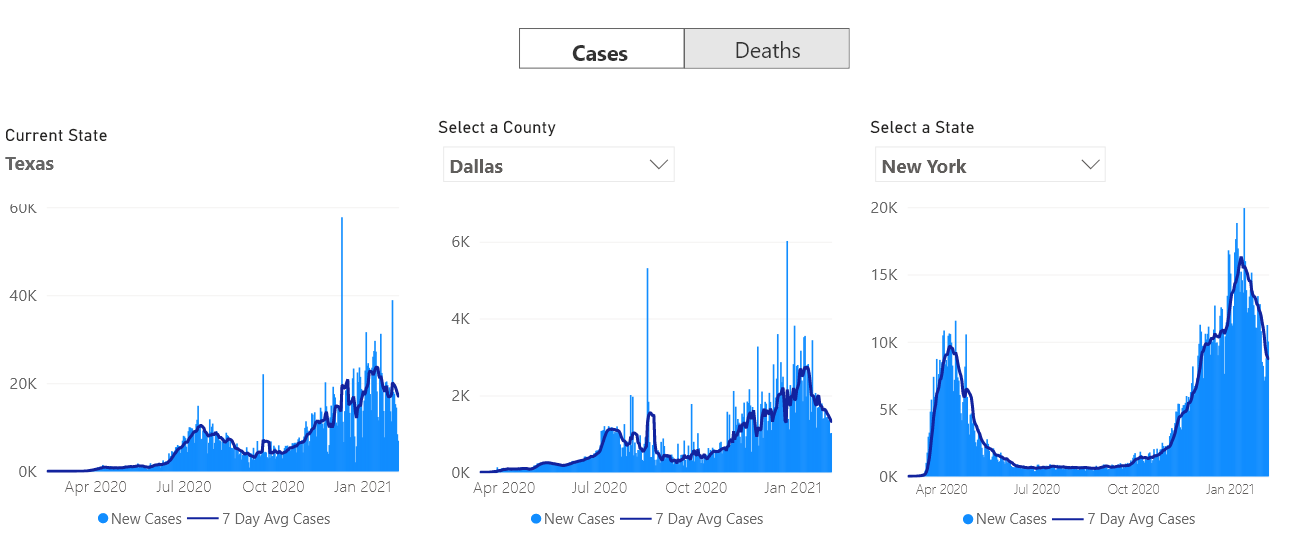 Cases Deaths
Current State
Texas
60K
40K
20K
0K
Apr 2020 Jul 2020 Oct 2020 Jan 2021
New Cases 7 Day Avg Cases
Select a County
Dallas
6K
4K
2K
0K
Apr 2020 Jul 2020 Oct 2020 Jan 2021
New Cases 7 Day Avg Cases
Select a State
New York
20K
15K
10K
5K
0K
Apr 2020 Jul 2020 Oct 2020 Jan 2021
New Cases 7 Day Avg Cases